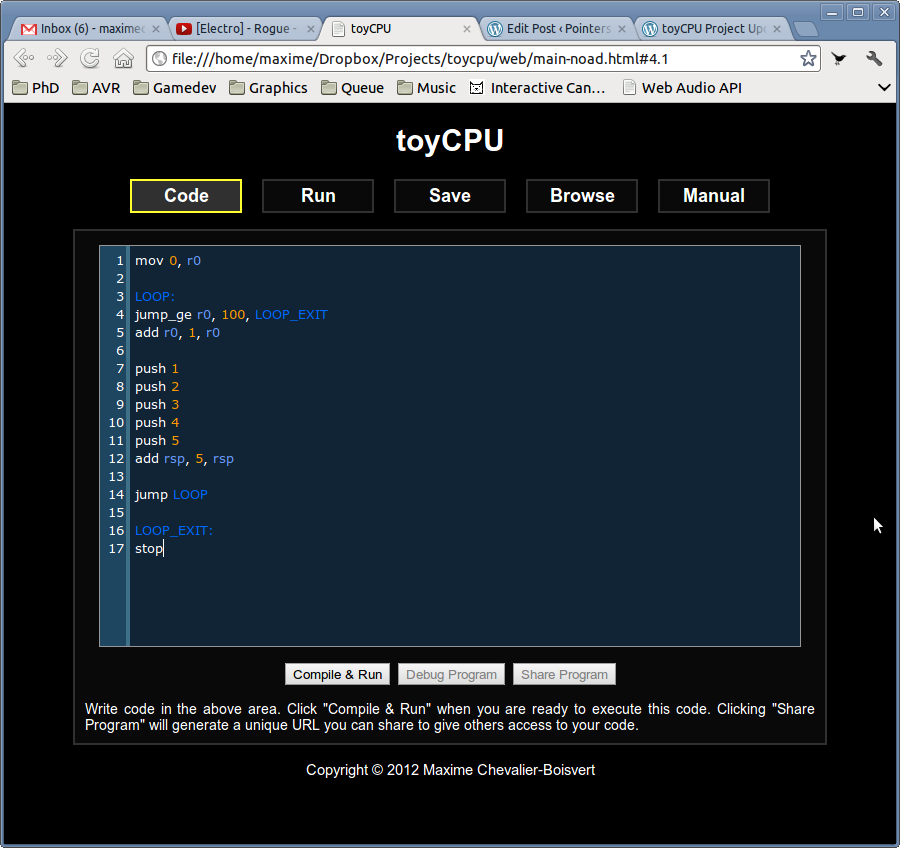 Inbox (6) - maximec
[Electro] - Rogue -
toyCPU
Edit Post ‹ Pointers
toyCPU Project Upd
file:///home/maxime/Dropbox/Projects/toycpu/web/main-noad.html#4.1
PhD AVR Gamedev Graphics Queue Music Interactive Can... Web Audio API
toyCPU
Code Run Save Browse Manual
1 mov 0, r0
2
3 LOOP:
4 jump_ge r0, 100, LOOP_EXIT
5 add r0, 1, r0
6
7 push 1
8 push 2
9 push 3
10 push 4
11 push 5
12 add rsp, 5, rsp
13
14 jump LOOP
15
16 LOOP_EXIT:
17 stop
Compile & Run Debug Program Share Program
Write code in the above area. Click "Compile & Run" when you are ready to execute this code. Clicking "Share
Program" will generate a unique URL you can share to give others access to your code.
Copyright © 2012 Maxime Chevalier-Boisvert